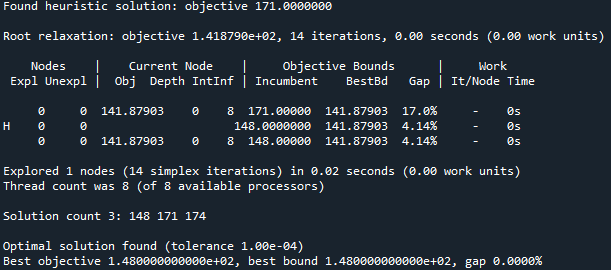 Found heuristic solution: objective 171.0000000

Root relaxation: objective 1.418790e+02, 14 iterations, 0.00 seconds (0.00 work units)

    Nodes    |    Current Node    |     Objective Bounds      |     Work
 Expl Unexpl |  Obj  Depth IntInf | Incumbent    BestBd   Gap | It/Node Time

     0     0  141.87903    0    8  171.00000  141.87903  17.0%     -    0s
H    0     0                     148.0000000  141.87903  4.14%     -    0s
     0     0  141.87903    0    8  148.00000  141.87903  4.14%     -    0s

Explored 1 nodes (14 simplex iterations) in 0.02 seconds (0.00 work units)
Thread count was 8 (of 8 available processors)

Solution count 3: 148 171 174

Optimal solution found (tolerance 1.00e-04)
Best objective 1.480000000000e+02, best bound 1.480000000000e+02, gap 0.0000%